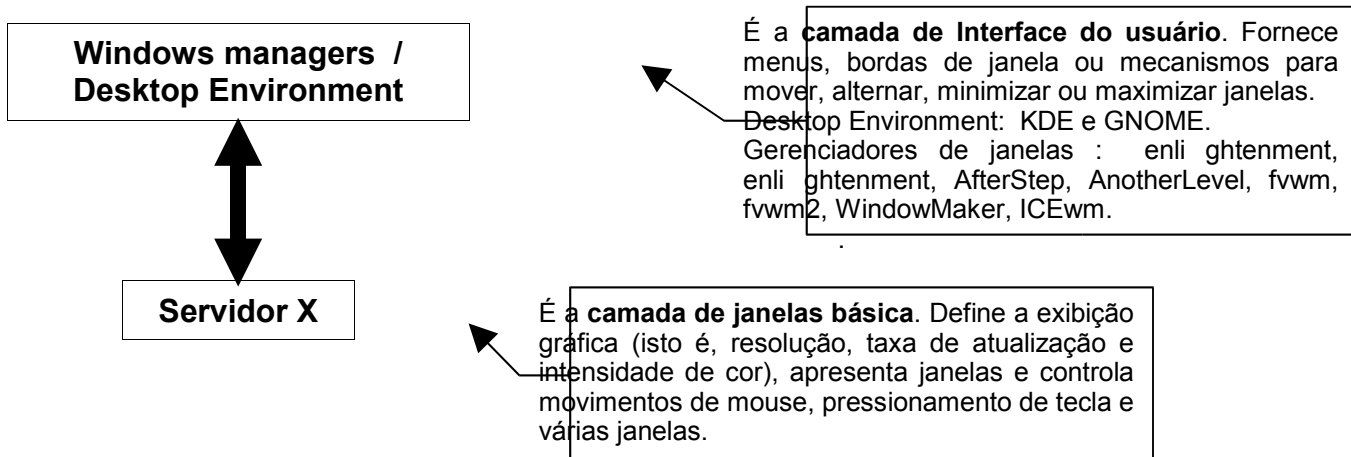 Windows managers /
Desktop Environment
É a camada de Interface do usuário. Fornece
menus, bordas de janela ou mecanismos para
mover, alternar, minimizar ou maximizar janelas.
Desktop Environment: KDE e GNOME.
Gerenciadores de janelas : enli ghtenment,
enli ghtenment, AfterStep, AnotherLevel, fvwm,
fvwm2, WindowMaker, ICEwm.
.
Servidor X
É a camada de janelas básica. Define a exibição
gráfica (isto é, resolução, taxa de atualização e
intensidade de cor), apresenta janelas e controla
movimentos de mouse, pressionamento de tecla e
várias janelas.